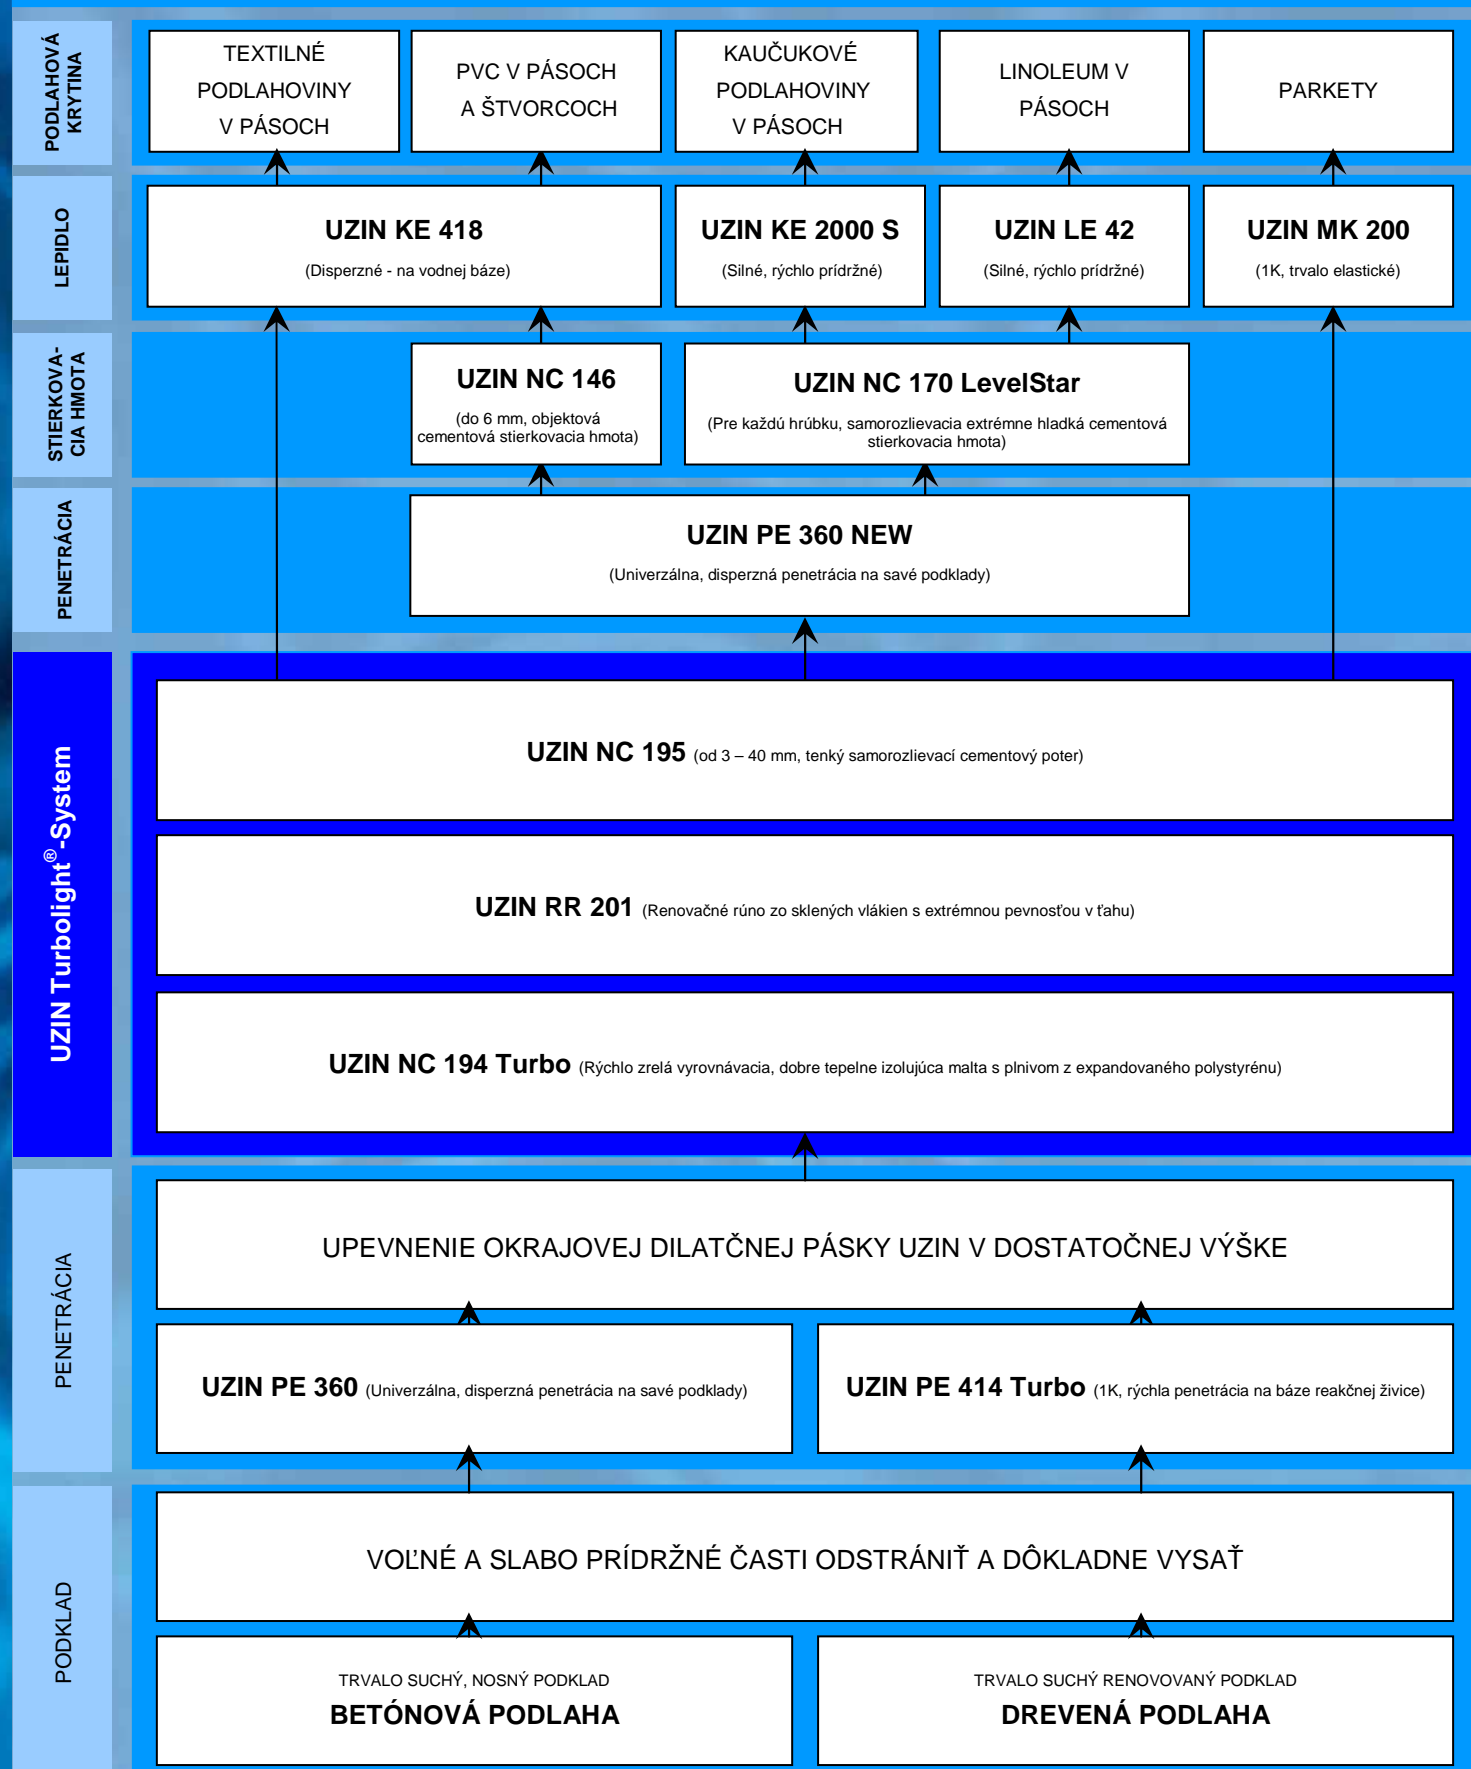 PODLAHOVÁ
KRYTINA
TEXTILNÉ
PODLAHOVINY
V PÁSOCH
PVC V PÁSOCH
A ŠTVORCOCH
KAUČUKOVÉ
PODLAHOVINY
V PÁSOCH
LINOLEUM V
PÁSOCH
PARKETY
LEPIDLO
UZIN KE 418
(Disperzné - na vodnej báze)
UZIN KE 2000 S
(Silné, rýchlo prídržné)
UZIN LE 42
(Silné, rýchlo prídržné)
UZIN MK 200
(1K, trvalo elastické)
STIERKOVA-
CIA HMOTA
UZIN NC 146
(do 6 mm, objektová
cementová stierkovacia hmota)
UZIN NC 170 LevelStar
(Pre každú hrúbku, samorozlievacia extrémne hladká cementová
stierkovacia hmota)
PENETRÁCIA
UZIN PE 360 NEW
(Univerzálna, disperzná penetrácia na savé podklady)
UZIN Turbolight®-System
UZIN NC 195 (od 3 – 40 mm, tenký samorozlievací cementový poter)
UZIN RR 201 (Renovačné rúno zo sklených vlákien s extrémnou pevnosťou v ťahu)
UZIN NC 194 Turbo (Rýchlo zrelá vyrovnávacia, dobre tepelne izolujúca malta s plnivom z expandovaného polystyrénu)
PENETRÁCIA
UPEVNENIE OKRAJOVEJ DILATČNEJ PÁSKY UZIN V DOSTATOČNEJ VÝŠKE
UZIN PE 360 (Univerzálna, disperzná penetrácia na savé podklady)
UZIN PE 414 Turbo (1K, rýchla penetrácia na báze reakčnej živice)
PODKLAD
VOĽNÉ A SLABO PRÍDRŽNÉ ČASTI ODSTRÁNIŤ A DÔKLADNE VYSAŤ
TRVALO SUCHÝ, NOSNÝ PODKLAD
BETÓNOVÁ PODLAHA
TRVALO SUCHÝ RENOVOVANÝ PODKLAD
DREVENÁ PODLAHA